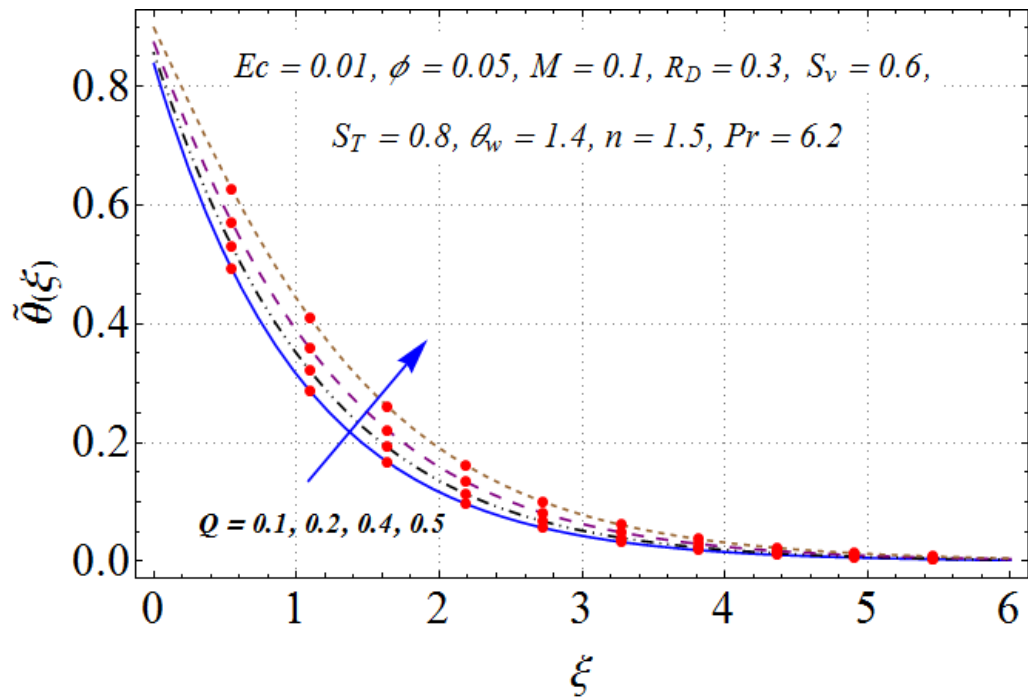 Ec = 0.01, ϕ = 0.05, M = 0.1, R_D = 0.3, S_v = 0.6,
S_T = 0.8, θ_w = 1.4, n = 1.5, Pr = 6.2
0.8
0.6
0.4
0.2
0.0
θ̃(ξ)
Q = 0.1, 0.2, 0.4, 0.5
0 1 2 3 4 5 6
ξ